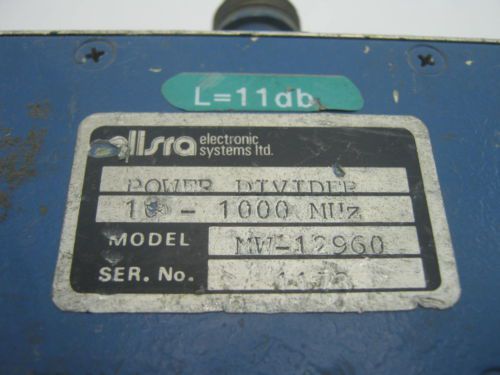 L=11db
elisra electronic
systems ltd.
POWER DIVIDER
- 1000 MHz
MODEL MW-12960
SER. No.